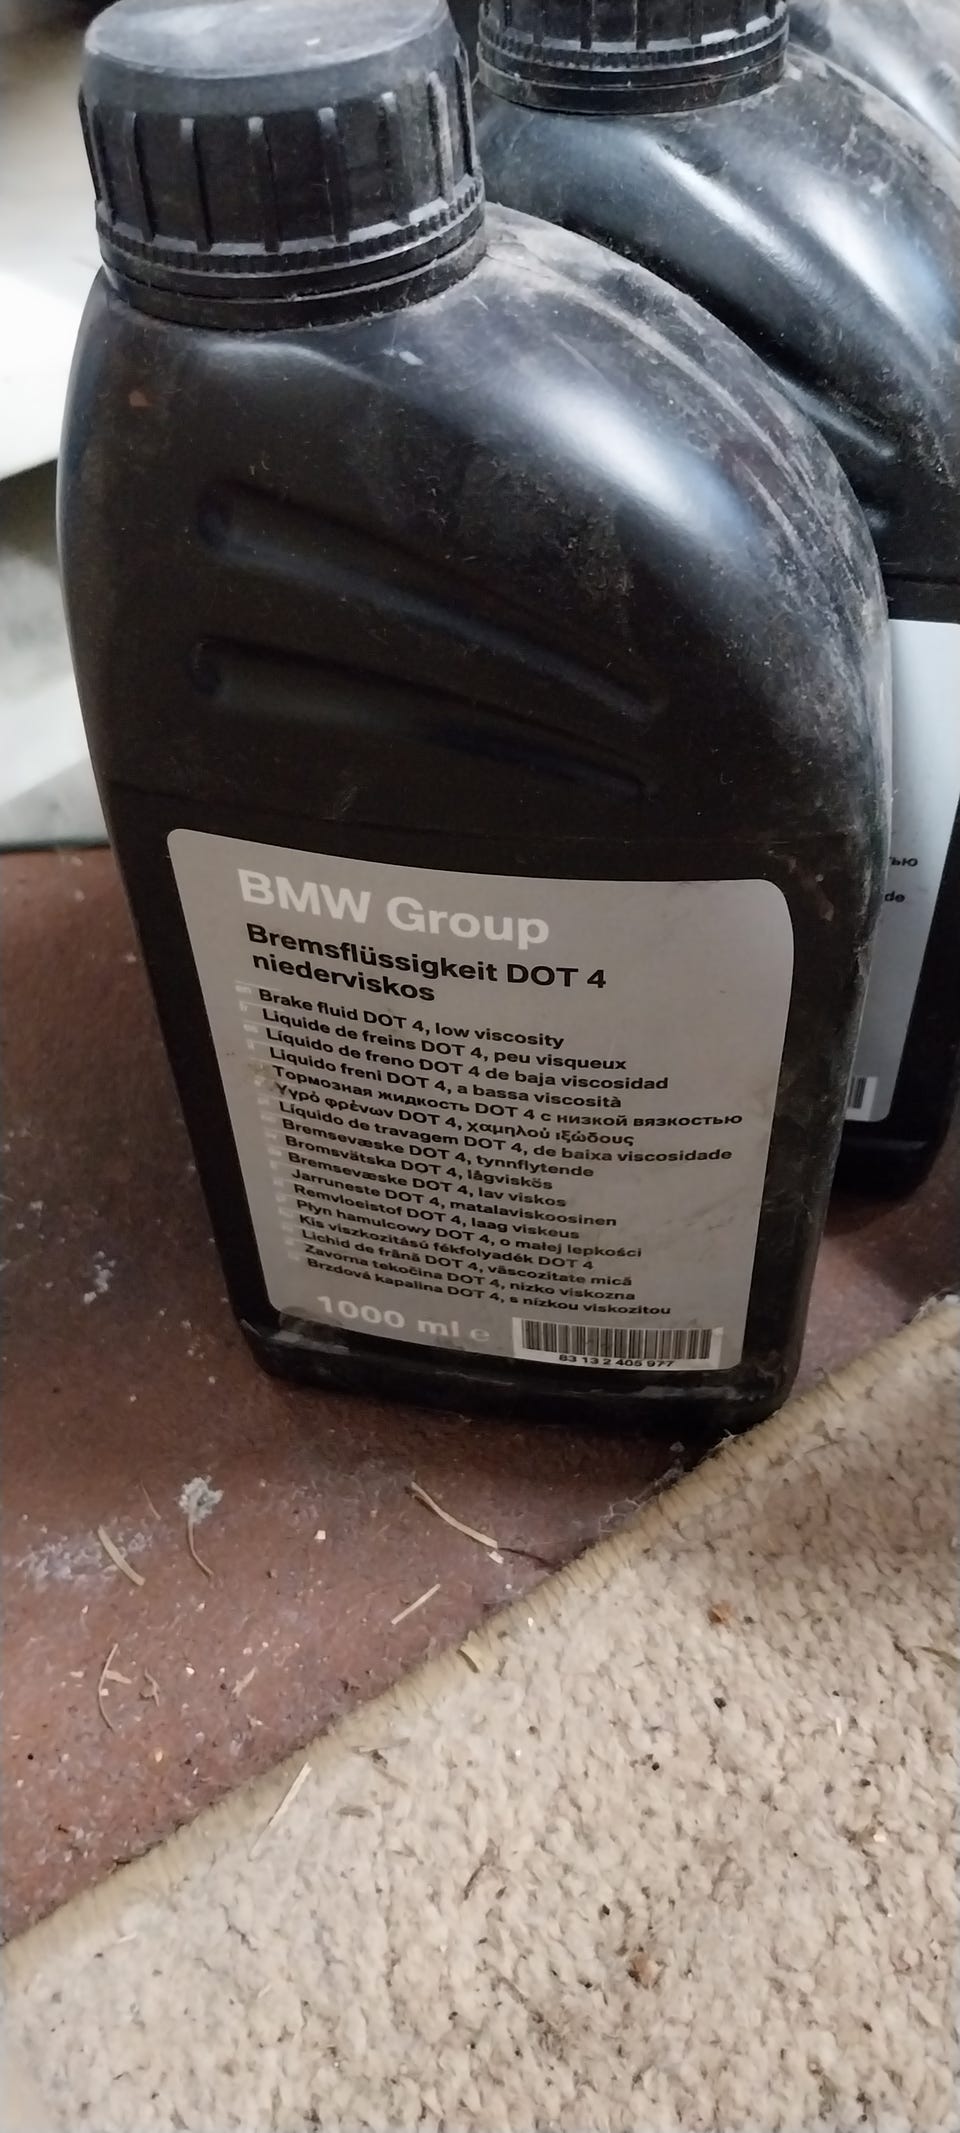 BMW Group
Bremsflüssigkeit DOT 4
niederviskos
Brake fluid DOT 4, low viscosity
Liquide de freins DOT 4, peu visqueux
Líquido de freno DOT 4 de baja viscosidad
Liquido freni DOT 4, a bassa viscosità
Тормозная жидкость DOT 4 с низкой вязкостью
Υγρό φρένων DOT 4, χαμηλού ιξώδους
Líquido de travagem DOT 4, de baixa viscosidade
Bremsevæske DOT 4, tynnflytende
Bromsvätska DOT 4, lågviskös
Bremsevæske DOT 4, lav viskos
Jarruneste DOT 4, matalaviskoosinen
Remvloeistof DOT 4, laag viskeus
Płyn hamulcowy DOT 4, o małej lepkości
Kis viszkozitású fékfolyadék DOT 4
Lichid de frână DOT 4, vâscozitate mică
Zavorna tekočina DOT 4, nizko viskozna
Brzdová kapalina DOT 4, s nízkou viskozitou
1000 ml e
83 13 2 405 977
ью
de